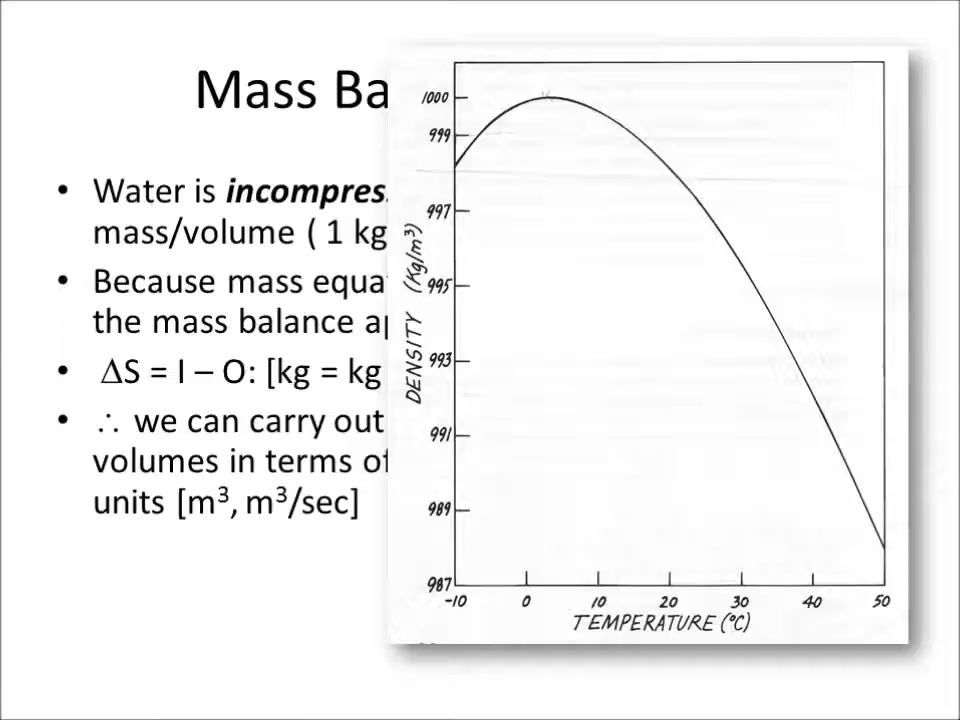 Mass Ba
• Water is incompres
mass/volume ( 1 kg
• Because mass equa
the mass balance ap
• ΔS = I – O: [kg = kg
• ∴ we can carry out
volumes in terms of
units [m³, m³/sec]
1000
999
997
995
993
991
989
987
DENSITY (Kg/m³)
-10 0 10 20 30 40 50
TEMPERATURE (°C)